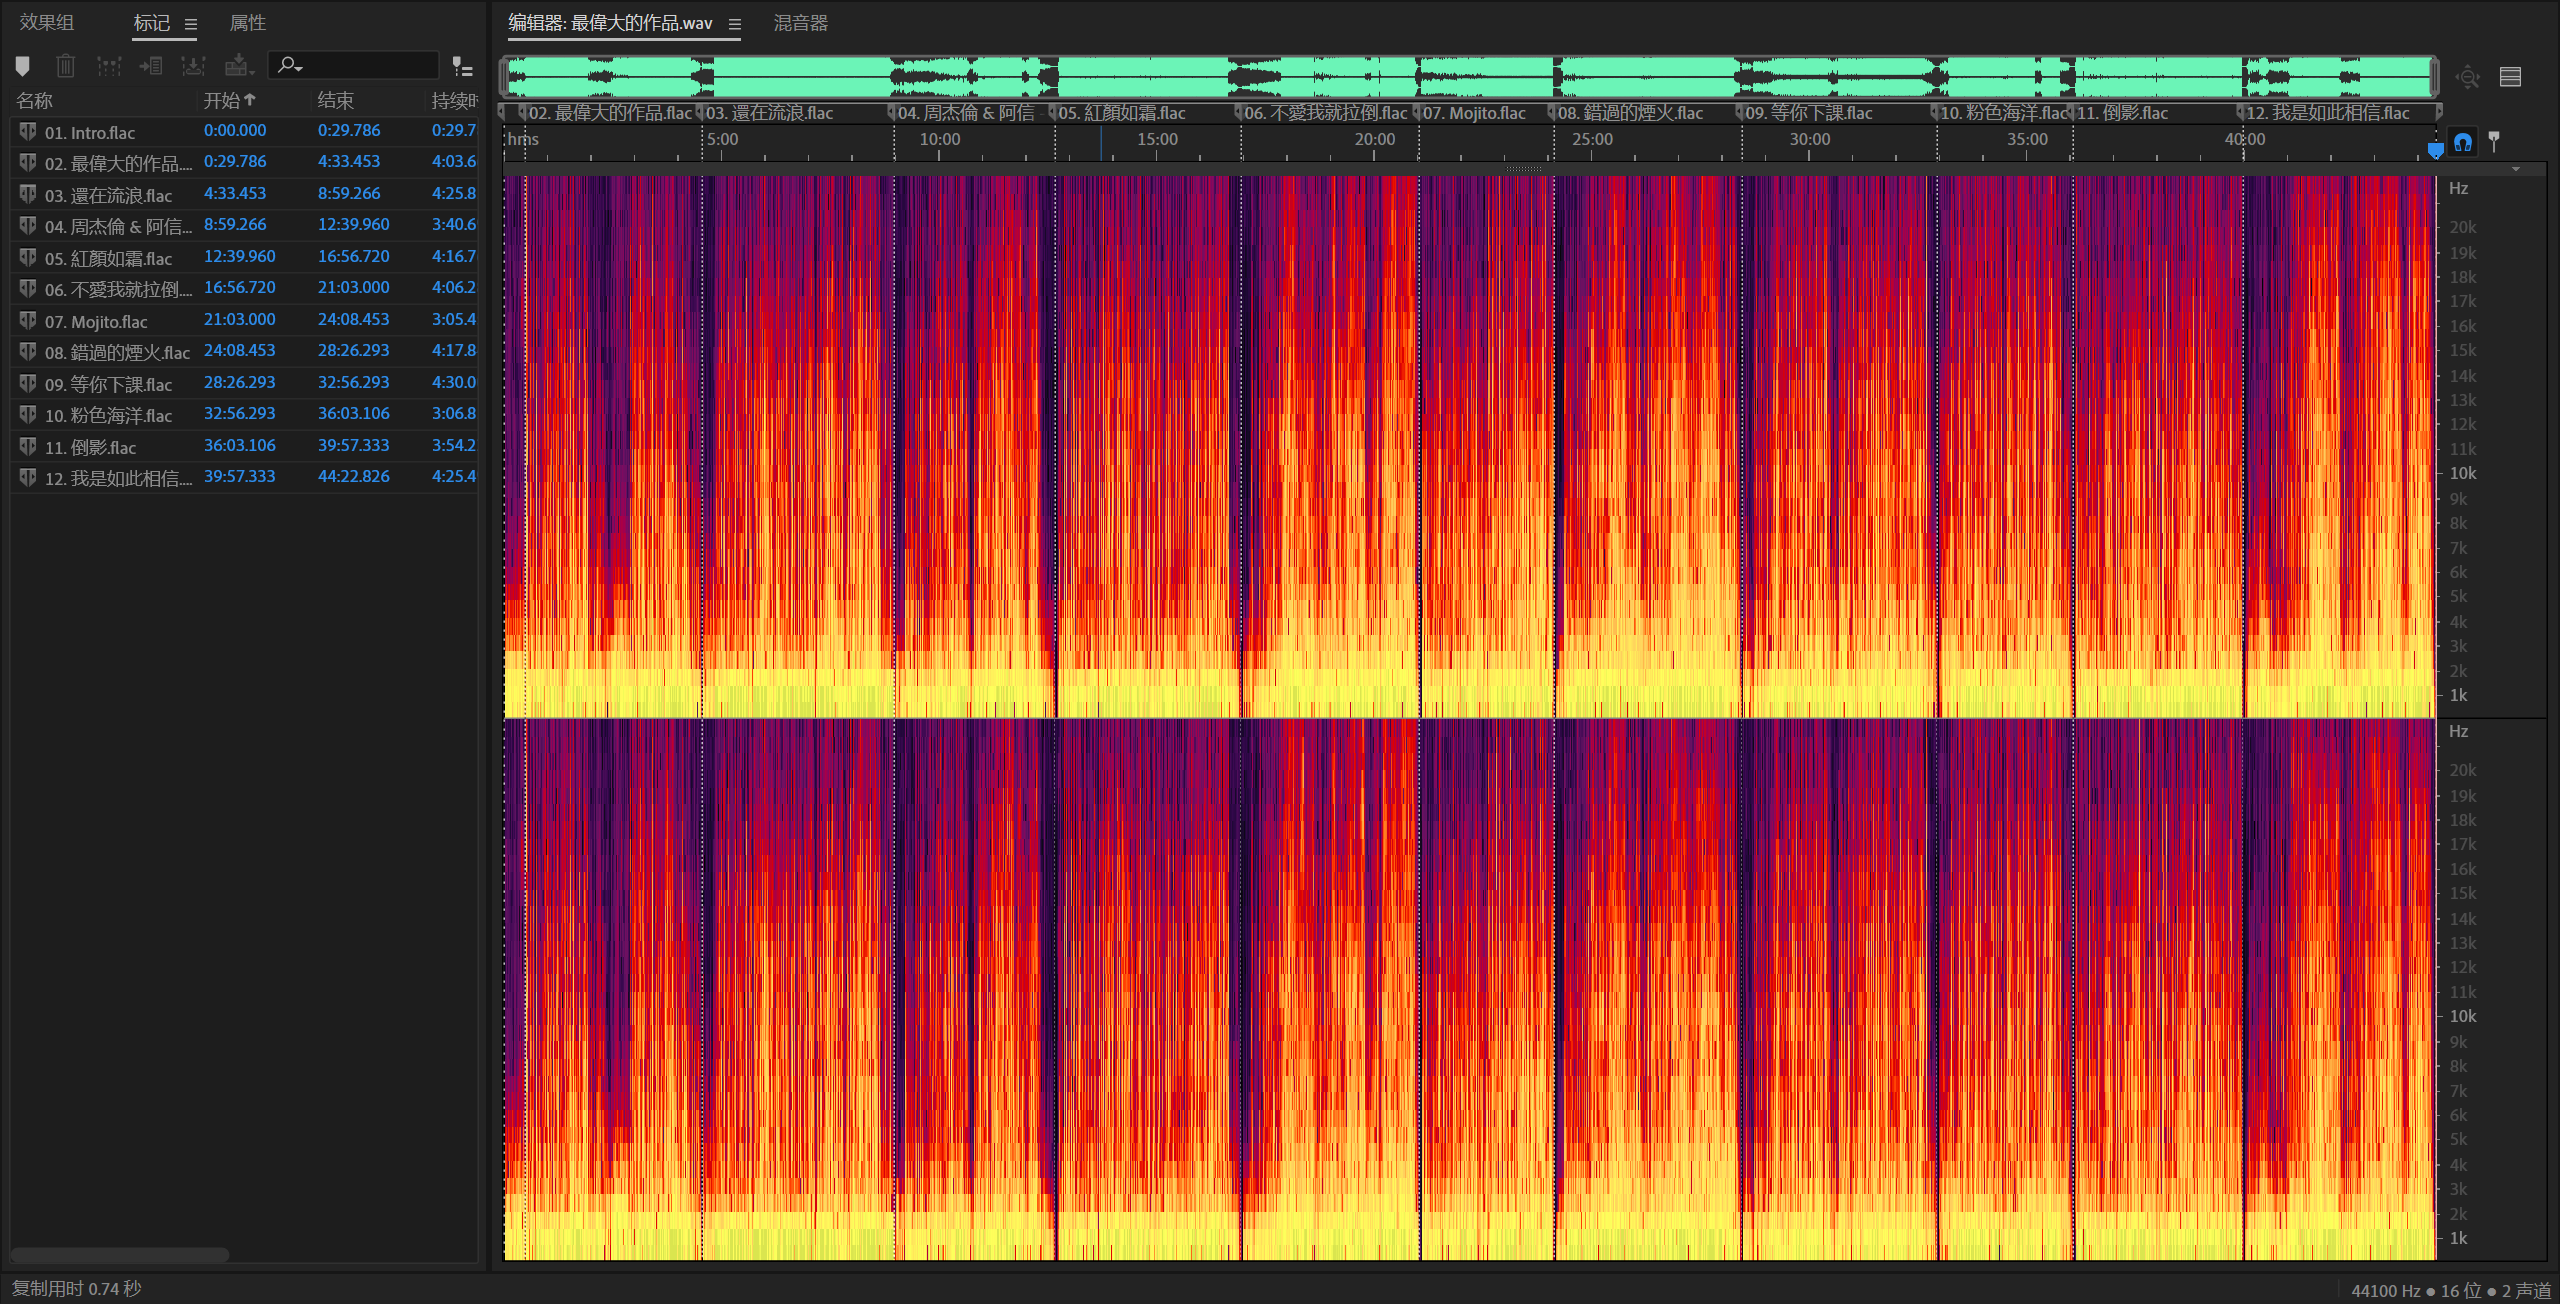 效果组
标记
属性
名称 开始 结束 持续时
01. Intro.flac 0:00.000 0:29.786 0:29.7
02. 最偉大的作品.... 0:29.786 4:33.453 4:03.6
03. 還在流浪.flac 4:33.453 8:59.266 4:25.8
04. 周杰倫 & 阿信... 8:59.266 12:39.960 3:40.6
05. 紅顏如霜.flac 12:39.960 16:56.720 4:16.7
06. 不愛我就拉倒.... 16:56.720 21:03.000 4:06.2
07. Mojito.flac 21:03.000 24:08.453 3:05.4
08. 錯過的煙火.flac 24:08.453 28:26.293 4:17.8
09. 等你下課.flac 28:26.293 32:56.293 4:30.0
10. 粉色海洋.flac 32:56.293 36:03.106 3:06.8
11. 倒影.flac 36:03.106 39:57.333 3:54.2
12. 我是如此相信.... 39:57.333 44:22.826 4:25.4
编辑器: 最偉大的作品.wav
混音器
02. 最偉大的作品.flac 03. 還在流浪.flac 04. 周杰倫 & 阿信 05. 紅顏如霜.flac 06. 不愛我就拉倒.flac 07. Mojito.flac 08. 錯過的煙火.flac 09. 等你下課.flac 10. 粉色海洋.flac 11. 倒影.flac 12. 我是如此相信.flac
hms 5:00 10:00 15:00 20:00 25:00 30:00 35:00 40:00
Hz
20k
19k
18k
17k
16k
15k
14k
13k
12k
11k
10k
9k
8k
7k
6k
5k
4k
3k
2k
1k
Hz
20k
19k
18k
17k
16k
15k
14k
13k
12k
11k
10k
9k
8k
7k
6k
5k
4k
3k
2k
1k
复制用时 0.74 秒
44100 Hz ● 16 位 ● 2 声道